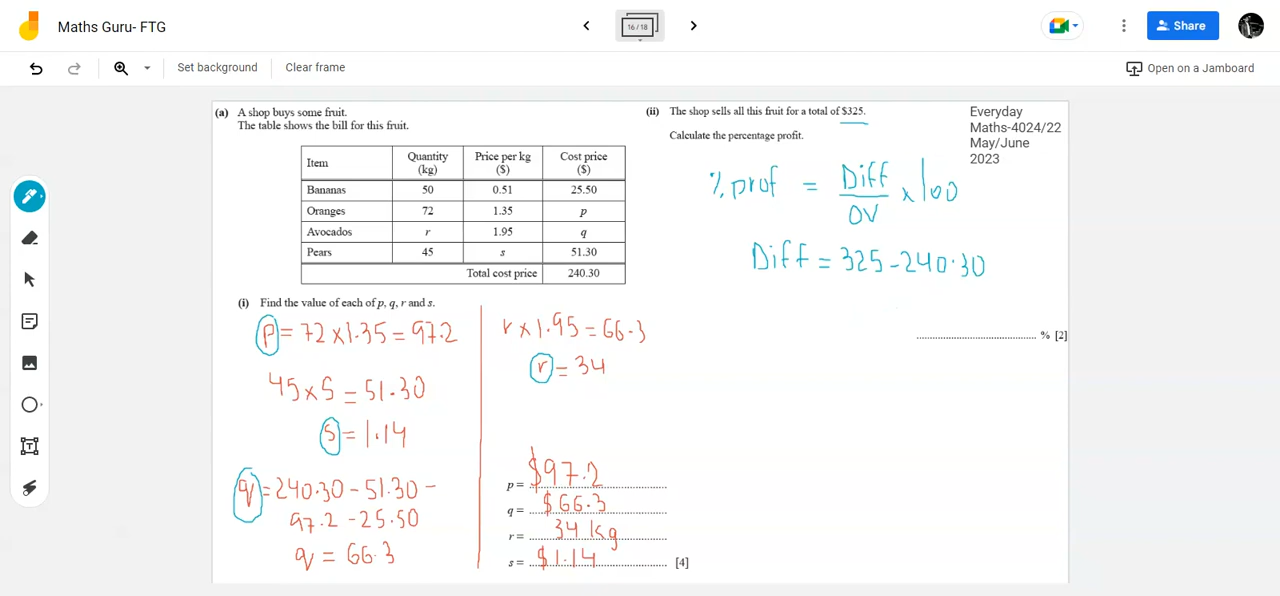 Maths Guru- FTG
16 / 18
Share
Set background
Clear frame
Open on a Jamboard
(a) A shop buys some fruit.
The table shows the bill for this fruit.
Item Quantity (kg) Price per kg ($) Cost price ($)
Bananas 50 0.51 25.50
Oranges 72 1.35 p
Avocados r 1.95 q
Pears 45 s 51.30
Total cost price 240.30
(i) Find the value of each of p, q, r and s.
p = 72 x 1.35 = 97.2
45 x s = 51.30
s = 1.14
q = 240.30 - 51.30 -
97.2 - 25.50
q = 66.3
r x 1.95 = 66.3
r = 34
p = $97.2
q = $66.3
r = 34 kg
s = $1.14 [4]
(ii) The shop sells all this fruit for a total of $325.
Calculate the percentage profit.
Everyday
Maths-4024/22
May/June
2023
% prof = Diff / OV x 100
Diff = 325 - 240.30
% [2]